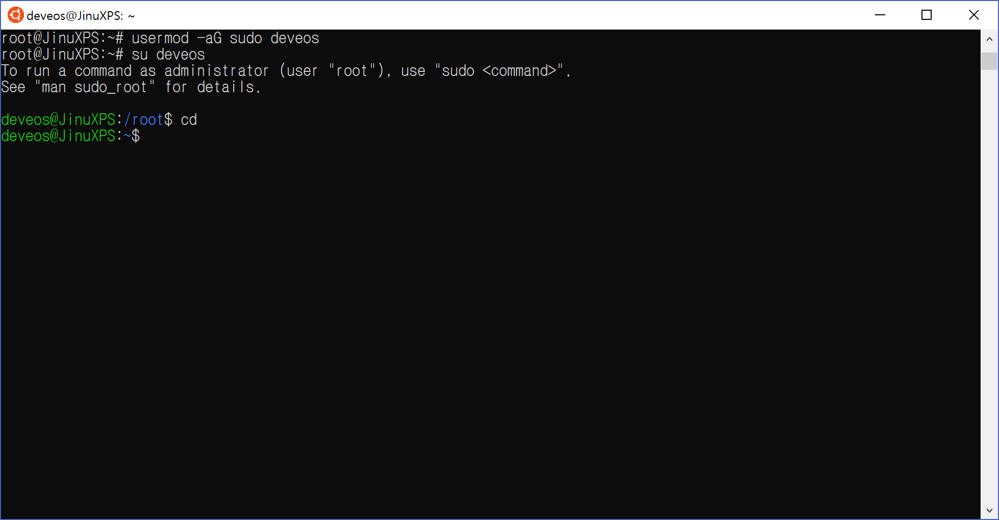 deveos@JinuXPS: ~
root@JinuXPS:~# usermod -aG sudo deveos
root@JinuXPS:~# su deveos
To run a command as administrator (user "root"), use "sudo <command>".
See "man sudo_root" for details.
deveos@JinuXPS:/root$ cd
deveos@JinuXPS:~$